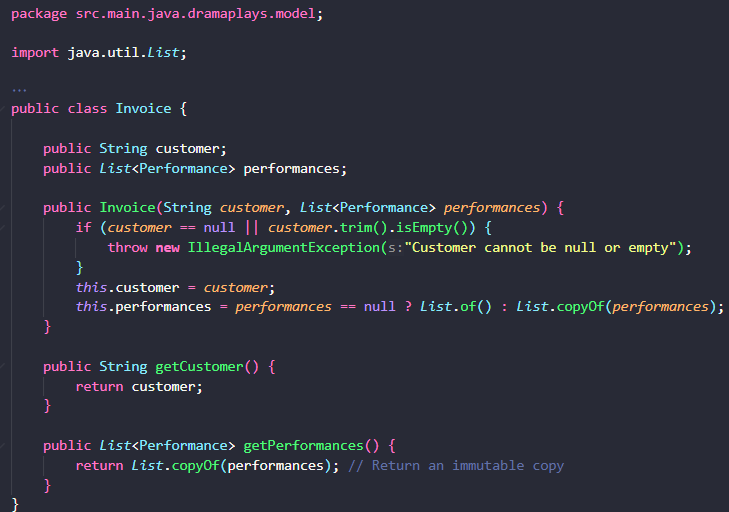 package src.main.java.dramaplays.model;
import java.util.List;
...
public class Invoice {
public String customer;
public List<Performance> performances;
public Invoice(String customer, List<Performance> performances) {
if (customer == null || customer.trim().isEmpty()) {
throw new IllegalArgumentException(s:"Customer cannot be null or empty");
}
this.customer = customer;
this.performances = performances == null ? List.of() : List.copyOf(performances);
}
public String getCustomer() {
return customer;
}
public List<Performance> getPerformances() {
return List.copyOf(performances); // Return an immutable copy
}
}